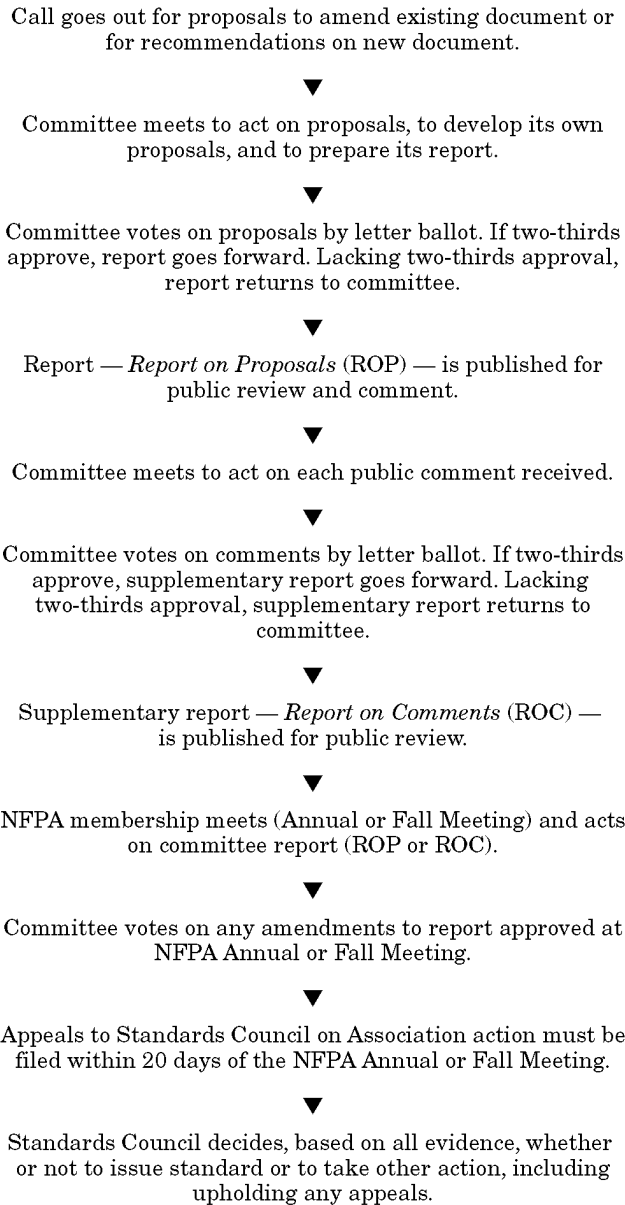 Call goes out for proposals to amend existing document or
for recommendations on new document.
▼
Committee meets to act on proposals, to develop its own
proposals, and to prepare its report.
▼
Committee votes on proposals by letter ballot. If two-thirds
approve, report goes forward. Lacking two-thirds approval,
report returns to committee.
▼
Report — Report on Proposals (ROP) — is published for
public review and comment.
▼
Committee meets to act on each public comment received.
▼
Committee votes on comments by letter ballot. If two-thirds
approve, supplementary report goes forward. Lacking
two-thirds approval, supplementary report returns to
committee.
▼
Supplementary report — Report on Comments (ROC) —
is published for public review.
▼
NFPA membership meets (Annual or Fall Meeting) and acts
on committee report (ROP or ROC).
▼
Committee votes on any amendments to report approved at
NFPA Annual or Fall Meeting.
▼
Appeals to Standards Council on Association action must be
filed within 20 days of the NFPA Annual or Fall Meeting.
▼
Standards Council decides, based on all evidence, whether
or not to issue standard or to take other action, including
upholding any appeals.